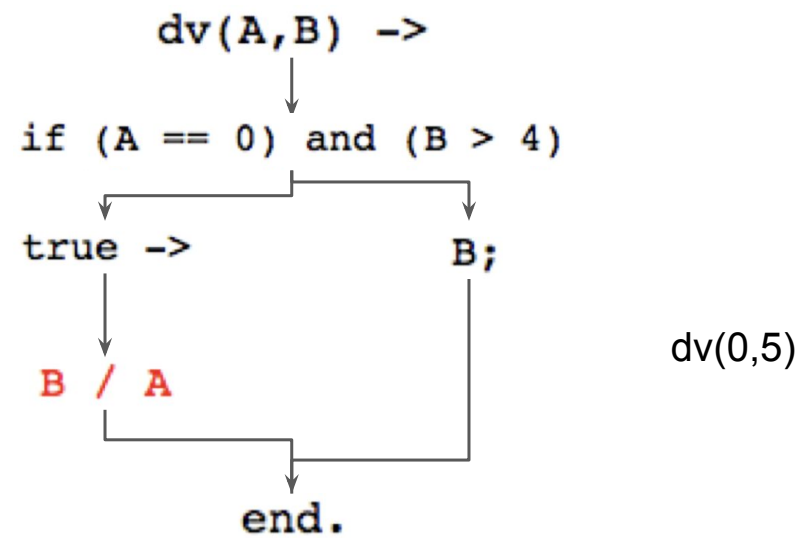 dv(A,B) ->
if (A == 0) and (B > 4)
true ->
B;
dv(0,5)
B / A
end.